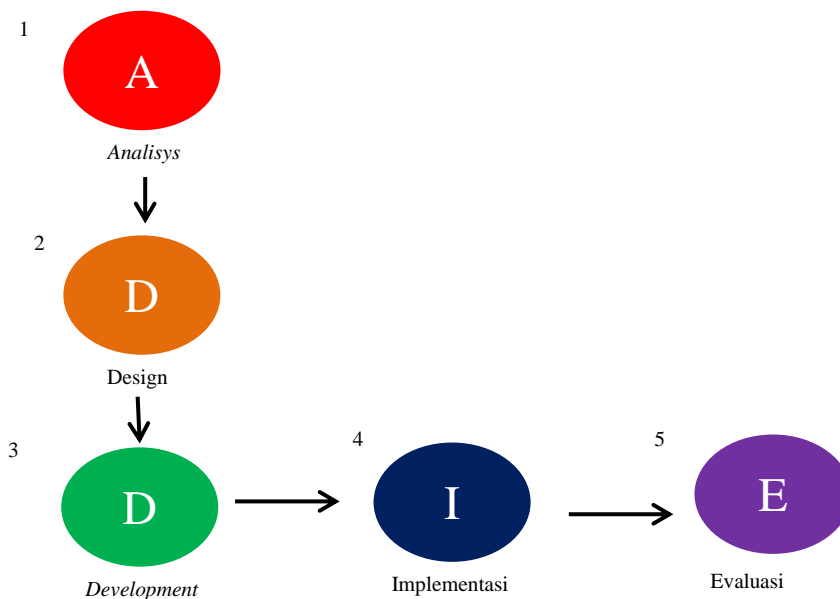 1
A
Analisys
2
D
Design
3
D
Development
4
I
Implementasi
5
E
Evaluasi